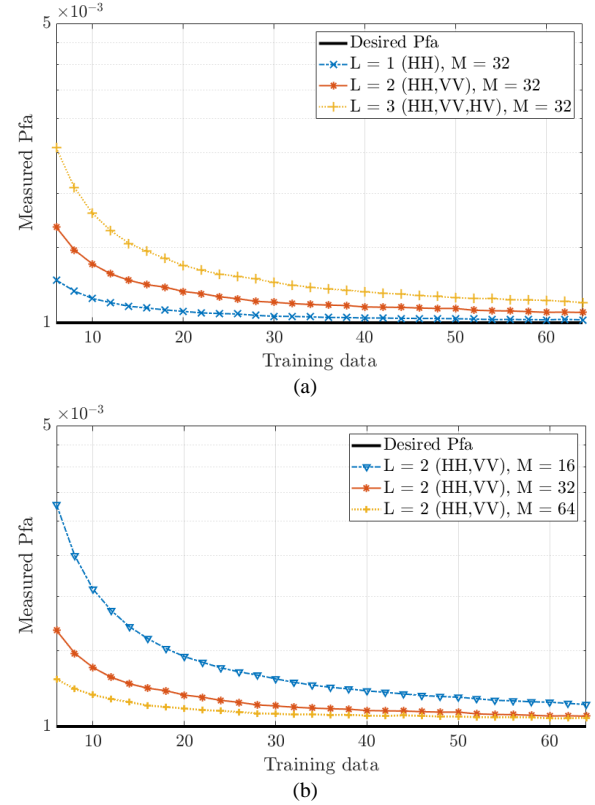 ×10⁻³
5
Desired Pfa
L = 1 (HH), M = 32
L = 2 (HH,VV), M = 32
L = 3 (HH,VV,HV), M = 32
Measured Pfa
1
10 20 30 40 50 60
Training data
(a)
×10⁻³
5
Desired Pfa
L = 2 (HH,VV), M = 16
L = 2 (HH,VV), M = 32
L = 2 (HH,VV), M = 64
Measured Pfa
1
10 20 30 40 50 60
Training data
(b)